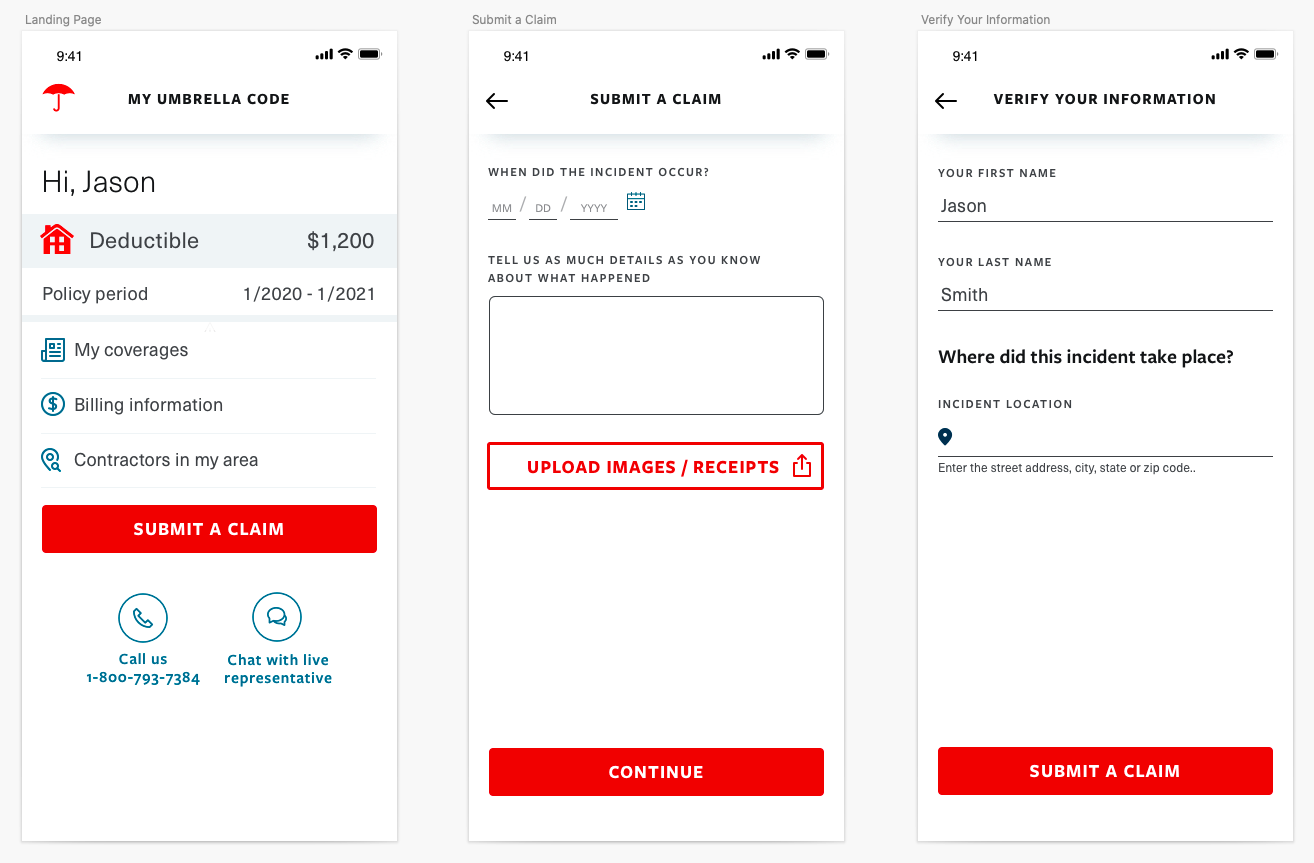 Landing Page
9:41
MY UMBRELLA CODE
Hi, Jason
Deductible $1,200
Policy period 1/2020 - 1/2021
My coverages
Billing information
Contractors in my area
SUBMIT A CLAIM
Call us
1-800-793-7384
Chat with live
representative
Submit a Claim
9:41
SUBMIT A CLAIM
WHEN DID THE INCIDENT OCCUR?
MM / DD / YYYY
TELL US AS MUCH DETAILS AS YOU KNOW
ABOUT WHAT HAPPENED
UPLOAD IMAGES / RECEIPTS
CONTINUE
Verify Your Information
9:41
VERIFY YOUR INFORMATION
YOUR FIRST NAME
Jason
YOUR LAST NAME
Smith
Where did this incident take place?
INCIDENT LOCATION
Enter the street address, city, state or zip code..
SUBMIT A CLAIM